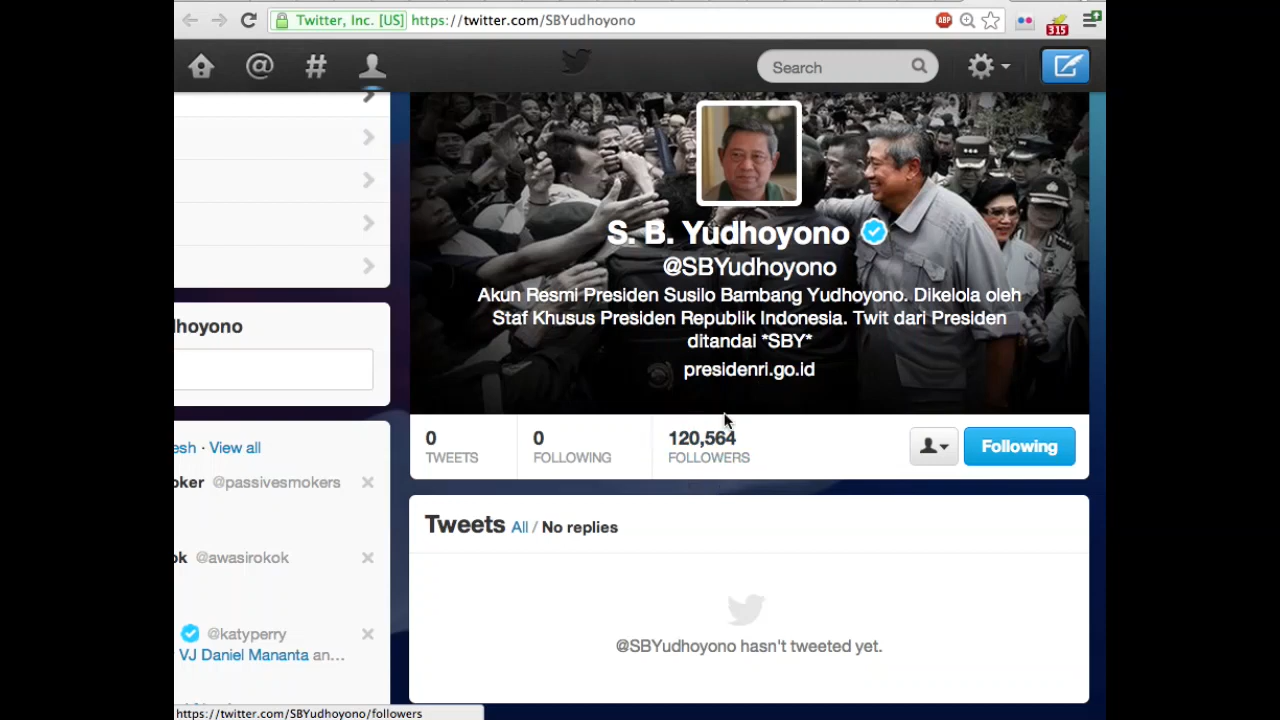 Twitter, Inc. [US] https://twitter.com/SBYudhoyono
ABP
315
@
#
Search
S. B. Yudhoyono
@SBYudhoyono
Akun Resmi Presiden Susilo Bambang Yudhoyono. Dikelola oleh
Staf Khusus Presiden Republik Indonesia. Twit dari Presiden
ditandai *SBY*
presidenri.go.id
0
TWEETS
0
FOLLOWING
120,564
FOLLOWERS
Following
Tweets All / No replies
@SBYudhoyono hasn't tweeted yet.
lhoyono
esh · View all
oker @passivesmokers
ok @awasirokok
@katyperry
VJ Daniel Mananta an...
https://twitter.com/SBYudhoyono/followers